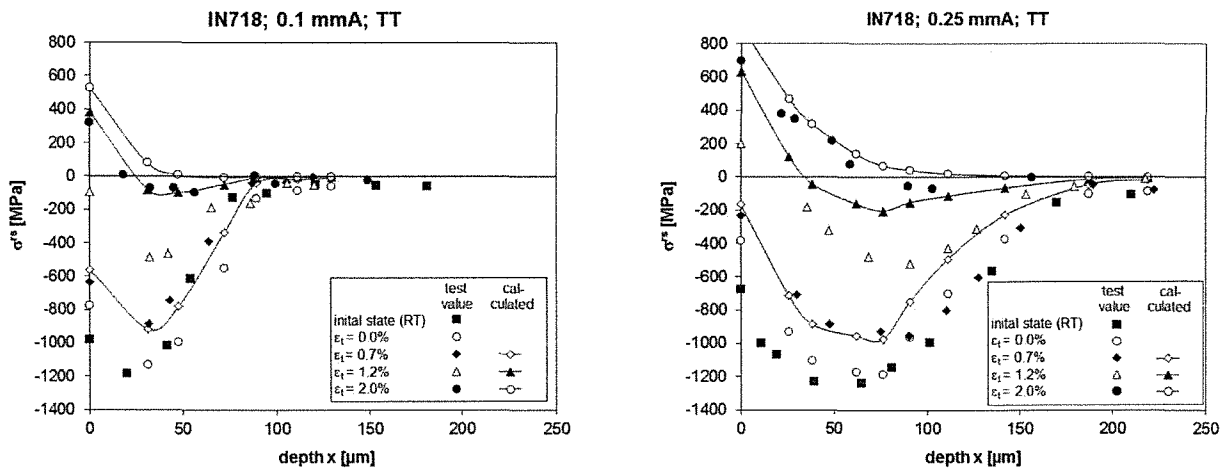 IN718; 0.1 mmA; TT
800
600
400
200
0
-200
-400
-600
-800
-1000
-1200
-1400
σrs [MPa]
test value
cal-culated
inital state (RT)
εt = 0.0%
εt = 0.7%
εt = 1.2%
εt = 2.0%
0 50 100 150 200 250
depth x [µm]
IN718; 0.25 mmA; TT
800
600
400
200
0
-200
-400
-600
-800
-1000
-1200
-1400
σrs [MPa]
test value
cal-culated
inital state (RT)
εt = 0.0%
εt = 0.7%
εt = 1.2%
εt = 2.0%
0 50 100 150 200 250
depth x [µm]